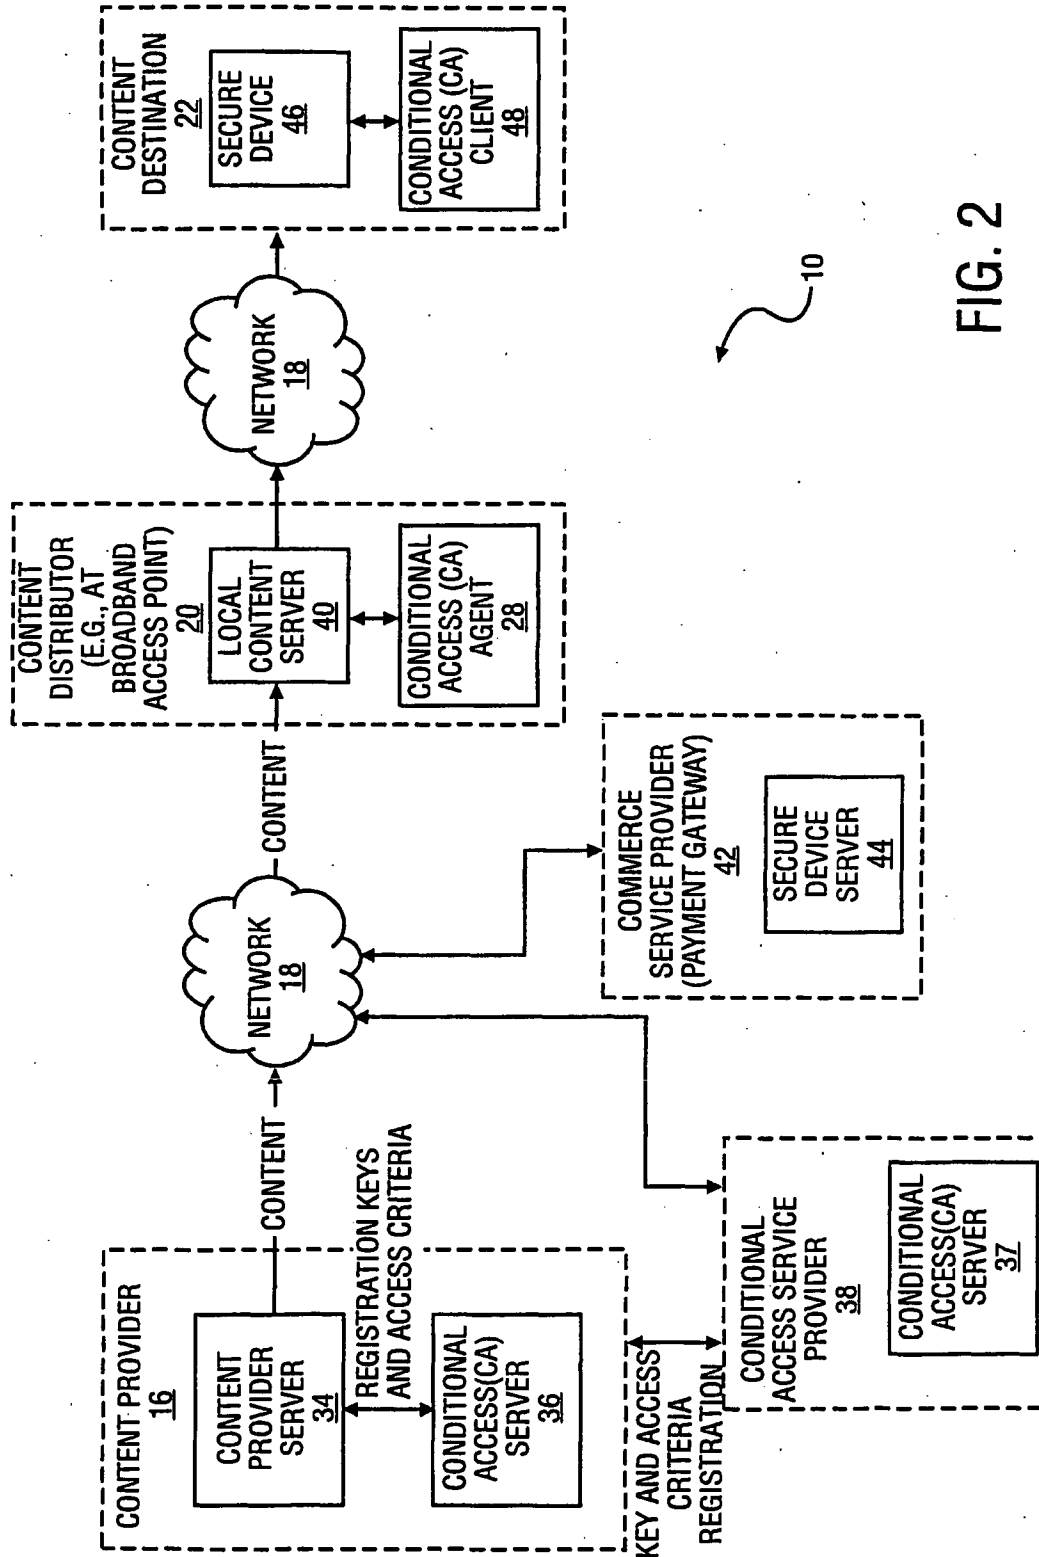 CONTENT PROVIDER
16
CONTENT
PROVIDER
SERVER
34
REGISTRATION KEYS
AND ACCESS CRITERIA
CONDITIONAL
ACCESS(CA)
SERVER
36
KEY AND ACCESS
CRITERIA
REGISTRATION
CONDITIONAL
ACCESS SERVICE
PROVIDER
38
CONDITIONAL
ACCESS(CA)
SERVER
37
CONTENT
NETWORK
18
COMMERCE
SERVICE PROVIDER
(PAYMENT GATEWAY)
42
SECURE
DEVICE
SERVER
44
CONTENT
CONTENT
DISTRIBUTOR
(E.G., AT
BROADBAND
ACCESS POINT)
20
LOCAL
CONTENT
SERVER
40
CONDITIONAL
ACCESS (CA)
AGENT
28
NETWORK
18
CONTENT
DESTINATION
22
SECURE
DEVICE
46
CONDITIONAL
ACCESS (CA)
CLIENT
48
10
FIG. 2